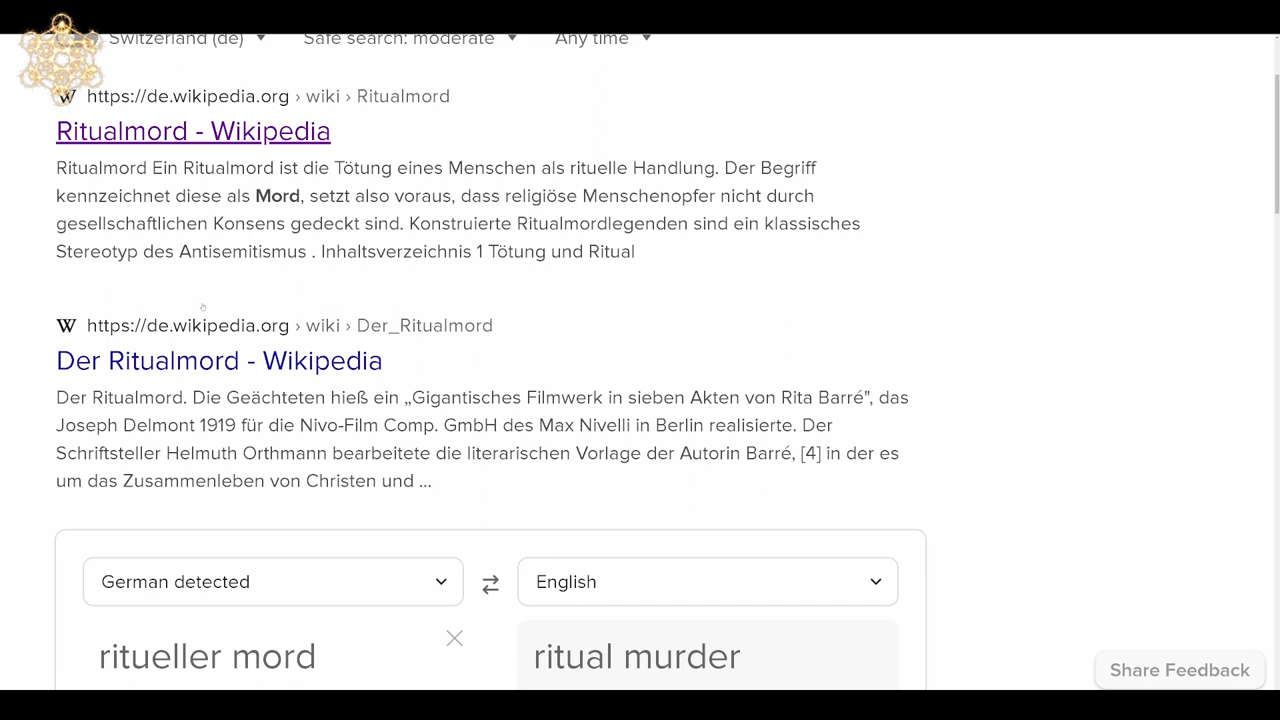 Switzerland (de) Safe search: moderate Any time
https://de.wikipedia.org › wiki › Ritualmord
Ritualmord - Wikipedia
Ritualmord Ein Ritualmord ist die Tötung eines Menschen als rituelle Handlung. Der Begriff
kennzeichnet diese als Mord, setzt also voraus, dass religiöse Menschenopfer nicht durch
gesellschaftlichen Konsens gedeckt sind. Konstruierte Ritualmordlegenden sind ein klassisches
Stereotyp des Antisemitismus . Inhaltsverzeichnis 1 Tötung und Ritual
https://de.wikipedia.org › wiki › Der_Ritualmord
Der Ritualmord - Wikipedia
Der Ritualmord. Die Geächteten hieß ein „Gigantisches Filmwerk in sieben Akten von Rita Barré", das
Joseph Delmont 1919 für die Nivo-Film Comp. GmbH des Max Nivelli in Berlin realisierte. Der
Schriftsteller Helmuth Orthmann bearbeitete die literarischen Vorlage der Autorin Barré, [4] in der es
um das Zusammenleben von Christen und ...
German detected English
ritueller mord ritual murder
Share Feedback